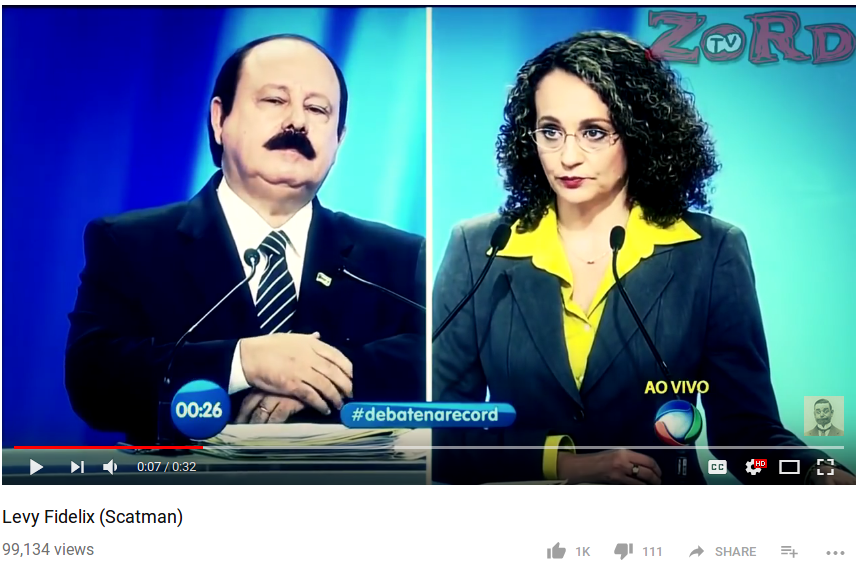 ZoRD
TV
00:26
#debatenarecord
AO VIVO
0:07 / 0:32
CC
HD
Levy Fidelix (Scatman)
99,134 views
1K
111
SHARE